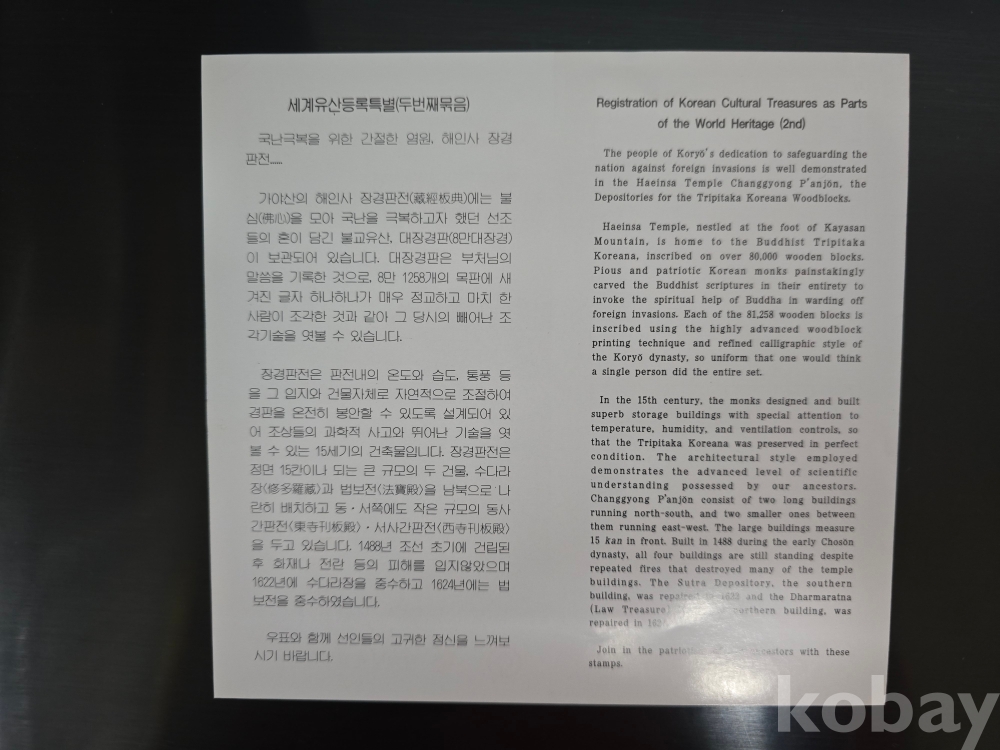 세계유산등록특별(두번째묶음)
국난극복을 위한 간절한 염원, 해인사 장경
판전.....
가야산의 해인사 장경판전(藏經板典)에는 불
심(佛心)을 모아 국난을 극복하고자 했던 선조
들의 혼이 담긴 불교유산, 대장경판(8만대장경)
이 보관되어 있습니다. 대장경판은 부처님의
말씀을 기록한 것으로, 8만 1258개의 목판에 새
겨진 글자 하나하나가 매우 정교하고 마치 한
사람이 조각한 것과 같아 그 당시의 빼어난 조
각기술을 엿볼 수 있습니다.
장경판전은 판전내의 온도와 습도, 통풍 등
을 그 입지와 건물자체로 자연적으로 조절하여
경판을 온전히 봉안할 수 있도록 설계되어 있
어 조상들의 과학적 사고와 뛰어난 기술을 엿
볼 수 있는 15세기의 건축물입니다. 장경판전은
정면 15칸이나 되는 큰 규모의 두 건물, 수다라
장(修多羅藏)과 법보전(法寶殿)을 남북으로 나
란히 배치하고 동·서쪽에도 작은 규모의 동사
간판전(東寺刊板殿)·서사간판전(西寺刊板殿)
을 두고 있습니다. 1488년 조선 초기에 건립된
후 화재나 전란 등의 피해를 입지않았으며
1622년에 수다라장을 중수하고 1624년에는 법
보전을 중수하였습니다.
우표와 함께 선인들의 고귀한 정신을 느껴보
시기 바랍니다.
Registration of Korean Cultural Treasures as Parts
of the World Heritage (2nd)
The people of Koryŏ's dedication to safeguarding the
nation against foreign invasions is well demonstrated
in the Haeinsa Temple Changgyong P'anjŏn, the
Depositories for the Tripitaka Koreana Woodblocks.
Haeinsa Temple, nestled at the foot of Kayasan
Mountain, is home to the Buddhist Tripitaka
Koreana, inscribed on over 80,000 wooden blocks.
Pious and patriotic Korean monks painstakingly
carved the Buddhist scriptures in their entirety to
invoke the spiritual help of Buddha in warding off
foreign invasions. Each of the 81,258 wooden blocks is
inscribed using the highly advanced woodblock
printing technique and refined calligraphic style of
the Koryŏ dynasty, so uniform that one would think
a single person did the entire set.
In the 15th century, the monks designed and built
superb storage buildings with special attention to
temperature, humidity, and ventilation controls, so
that the Tripitaka Koreana was preserved in perfect
condition. The architectural style employed
demonstrates the advanced level of scientific
understanding possessed by our ancestors.
Changgyong P'anjŏn consist of two long buildings
running north-south, and two smaller ones between
them running east-west. The large buildings measure
15 kan in front. Built in 1488 during the early Chosŏn
dynasty, all four buildings are still standing despite
repeated fires that destroyed many of the temple
buildings. The Sutra Depository, the southern
building, was repaired in 1622 and the Dharmaratna
(Law Treasure) northern building, was
repaired in
Join in the ancestors with these
stamps.
kobay